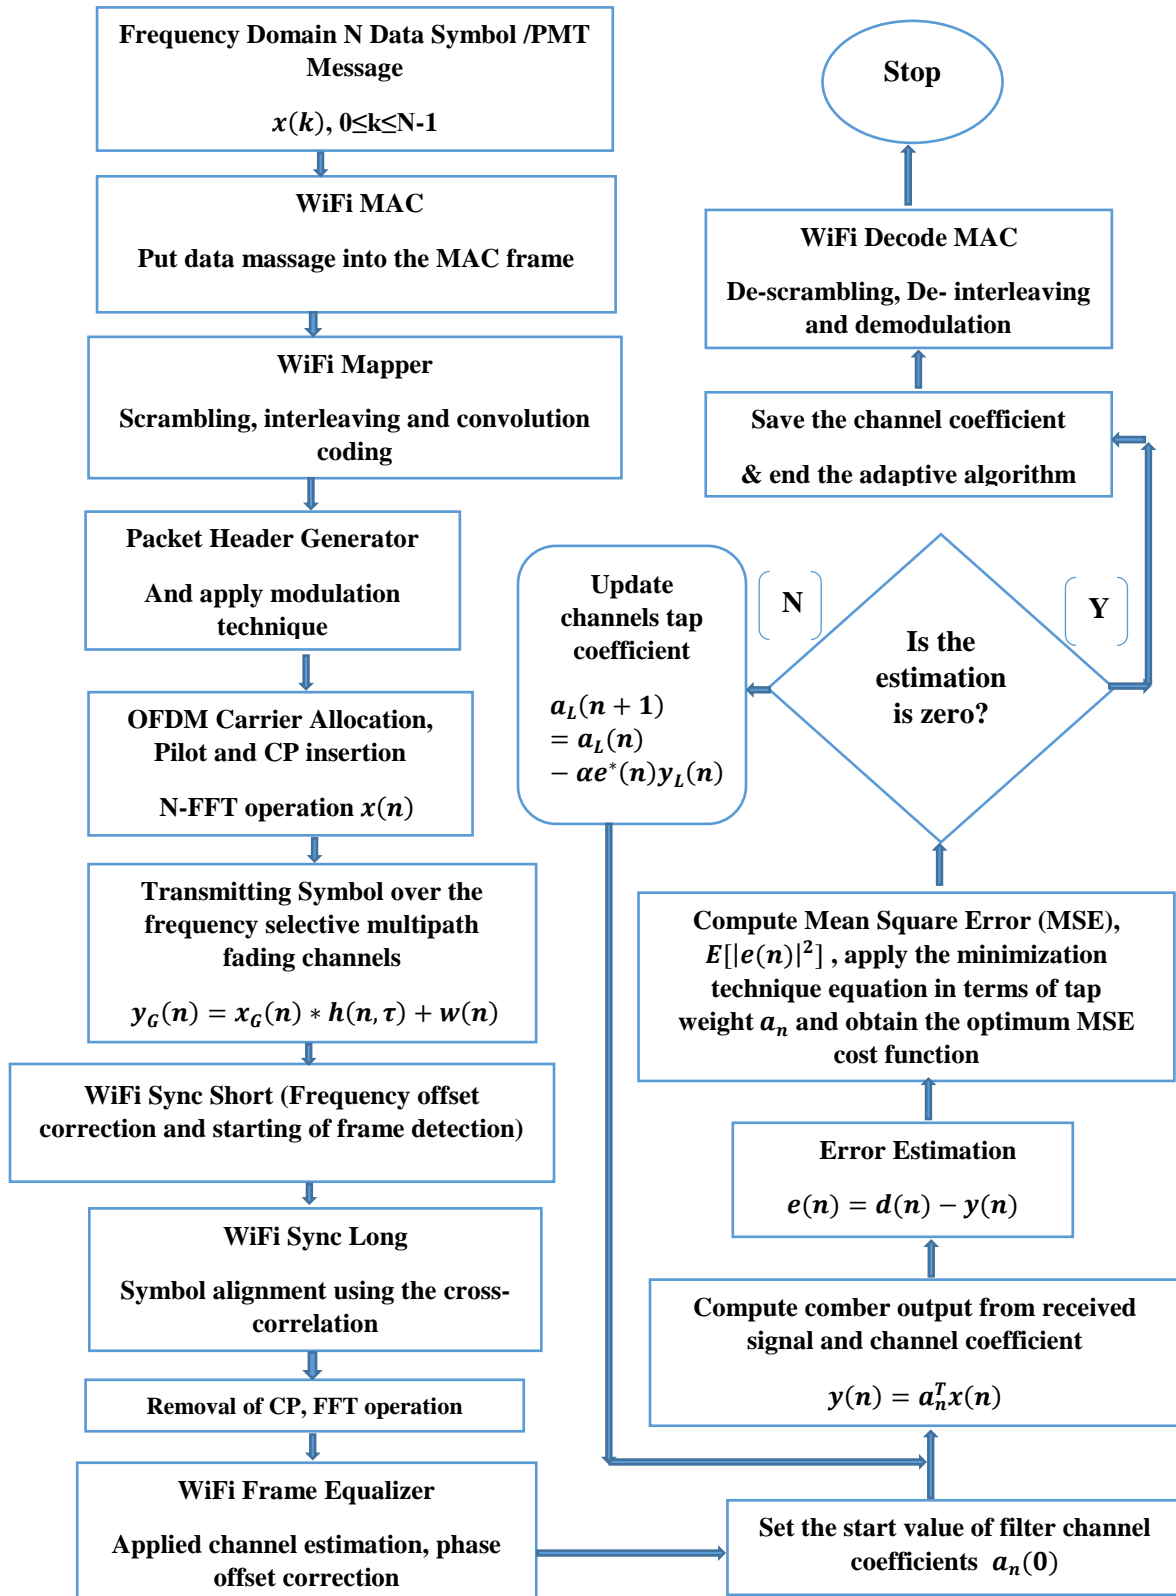 Frequency Domain N Data Symbol /PMT
Message
x(k), 0≤k≤N-1
WiFi MAC
Put data massage into the MAC frame
WiFi Mapper
Scrambling, interleaving and convolution
coding
Packet Header Generator
And apply modulation
technique
OFDM Carrier Allocation,
Pilot and CP insertion
N-FFT operation x(n)
Transmitting Symbol over the
frequency selective multipath
fading channels
y_G(n) = x_G(n) * h(n, τ) + w(n)
WiFi Sync Short (Frequency offset
correction and starting of frame detection)
WiFi Sync Long
Symbol alignment using the cross-
correlation
Removal of CP, FFT operation
WiFi Frame Equalizer
Applied channel estimation, phase
offset correction
Set the start value of filter channel
coefficients a_n(0)
Compute comber output from received
signal and channel coefficient
y(n) = a_n^T x(n)
Error Estimation
e(n) = d(n) − y(n)
Compute Mean Square Error (MSE),
E[|e(n)|²] , apply the minimization
technique equation in terms of tap
weight a_n and obtain the optimum MSE
cost function
Is the
estimation
is zero?
N
Y
Update
channels tap
coefficient
a_L(n + 1)
= a_L(n)
− αe*(n)y_L(n)
Save the channel coefficient
& end the adaptive algorithm
WiFi Decode MAC
De-scrambling, De- interleaving
and demodulation
Stop